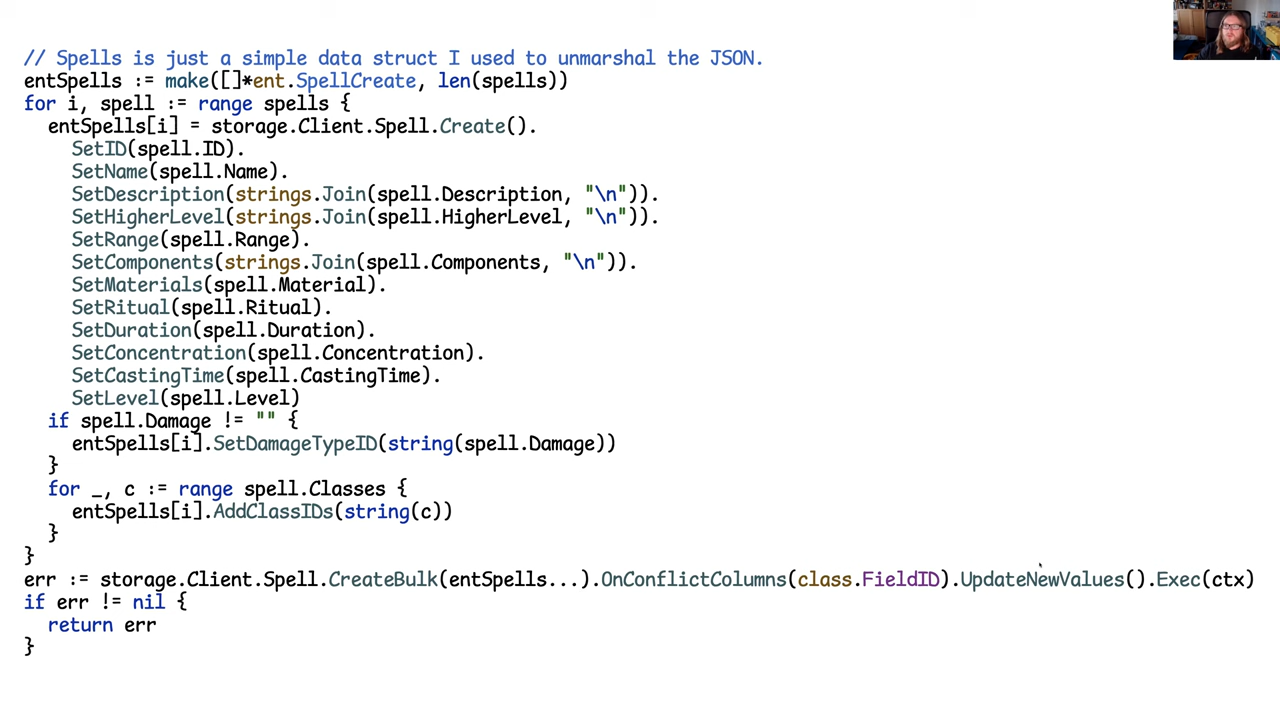 // Spells is just a simple data struct I used to unmarshal the JSON.
entSpells := make([]*ent.SpellCreate, len(spells))
for i, spell := range spells {
  entSpells[i] = storage.Client.Spell.Create().
    SetID(spell.ID).
    SetName(spell.Name).
    SetDescription(strings.Join(spell.Description, "\n")).
    SetHigherLevel(strings.Join(spell.HigherLevel, "\n")).
    SetRange(spell.Range).
    SetComponents(strings.Join(spell.Components, "\n")).
    SetMaterials(spell.Material).
    SetRitual(spell.Ritual).
    SetDuration(spell.Duration).
    SetConcentration(spell.Concentration).
    SetCastingTime(spell.CastingTime).
    SetLevel(spell.Level)
  if spell.Damage != "" {
    entSpells[i].SetDamageTypeID(string(spell.Damage))
  }
  for _, c := range spell.Classes {
    entSpells[i].AddClassIDs(string(c))
  }
}
err := storage.Client.Spell.CreateBulk(entSpells...).OnConflictColumns(class.FieldID).UpdateNewValues().Exec(ctx)
if err != nil {
  return err
}